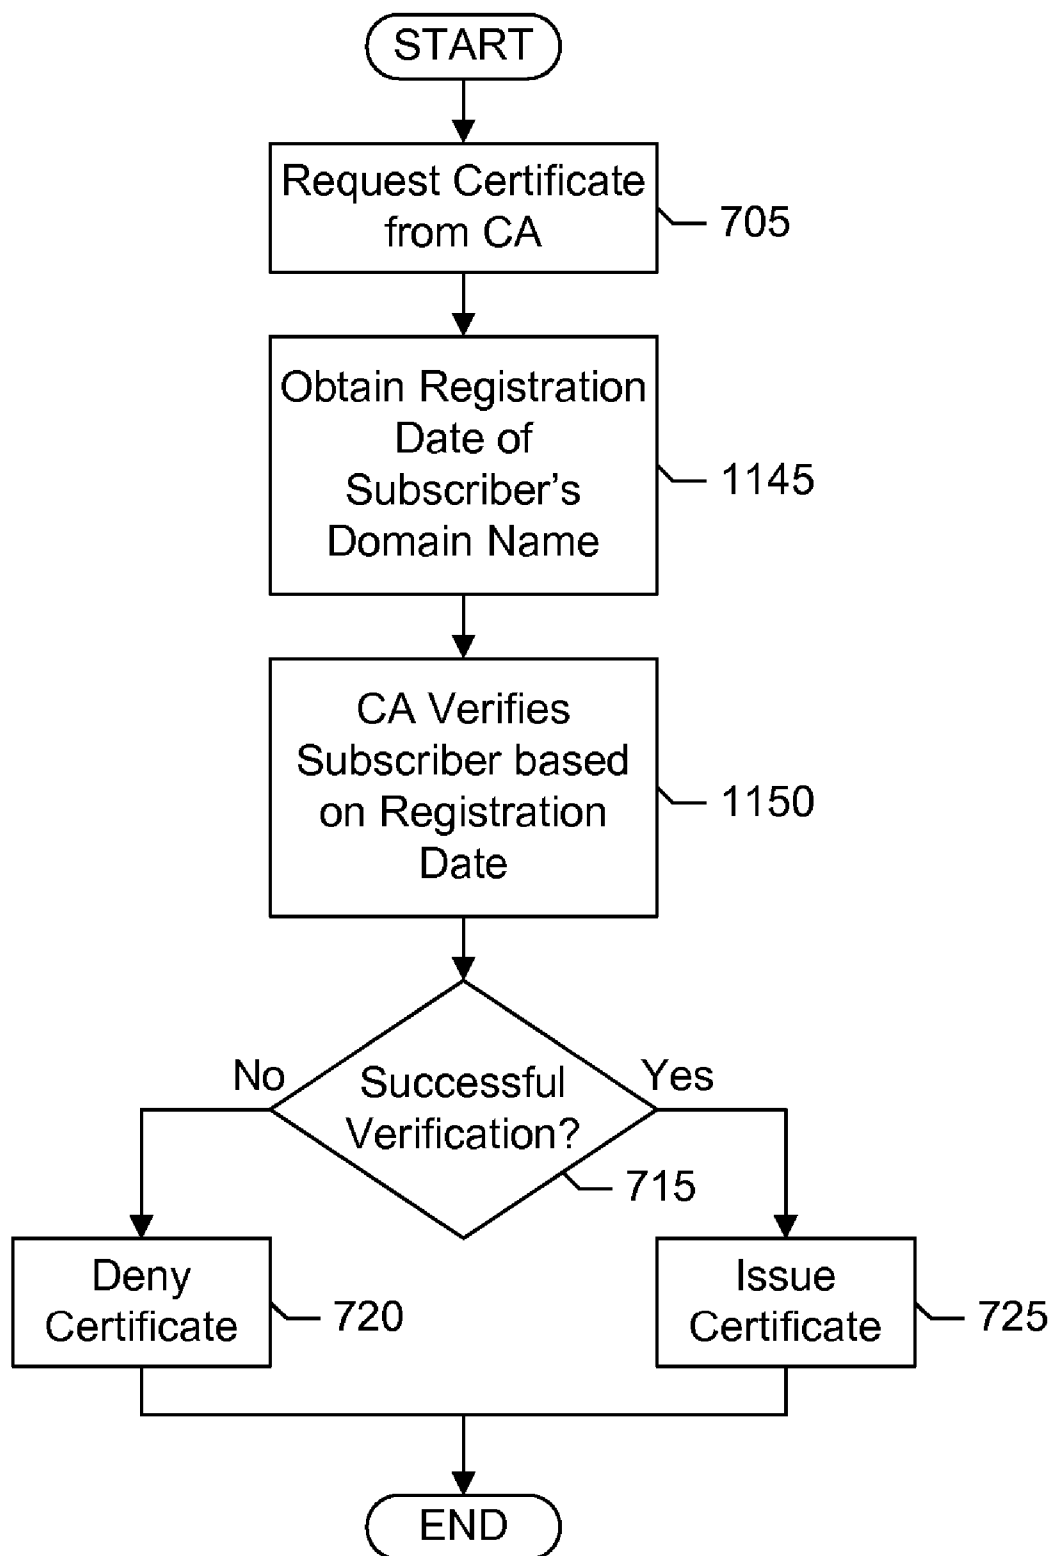 START
Request Certificate
from CA
705
Obtain Registration
Date of
Subscriber’s
Domain Name
1145
CA Verifies
Subscriber based
on Registration
Date
1150
No
Successful
Verification?
Yes
715
Deny
Certificate
720
Issue
Certificate
725
END